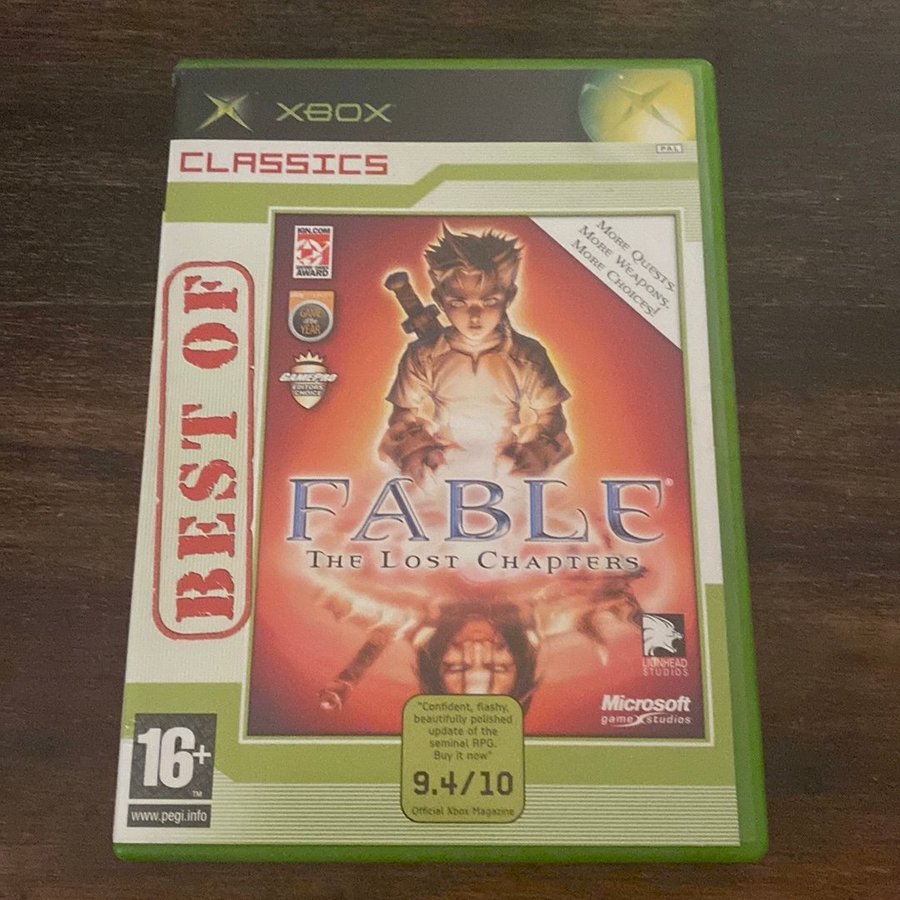 XBOX
PAL
CLASSICS
BEST OF
IGN.COM
AWARD
GAME
of the
YEAR
GAMEPRO
EDITORS'
CHOICE
MORE QUESTS.
MORE WEAPONS.
MORE CHOICES!
FABLE®
THE LOST CHAPTERS
LIONHEAD
STUDIOS
Microsoft
game studios
"Confident, flashy,
beautifully polished
update of the
seminal RPG.
Buy it now"
9.4/10
Official Xbox Magazine
16+
TM
www.pegi.info